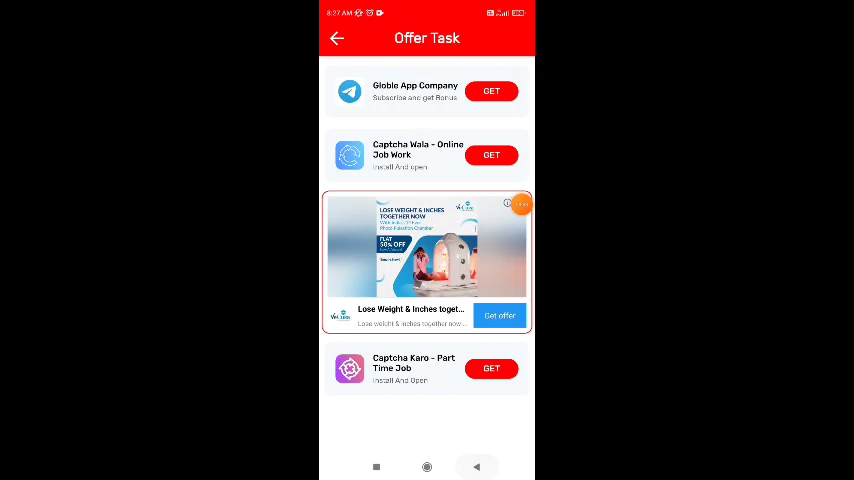 8:27 AM
Offer Task
Globle App Company
Subscribe and get Bonus
GET
Captcha Wala - Online
Job Work
Install And open
GET
LOSE WEIGHT & INCHES
TOGETHER NOW
FLAT
50% OFF
Lose Weight & Inches toget...
Lose weight & inches together now ...
Get offer
Captcha Karo - Part
Time Job
Install And Open
GET